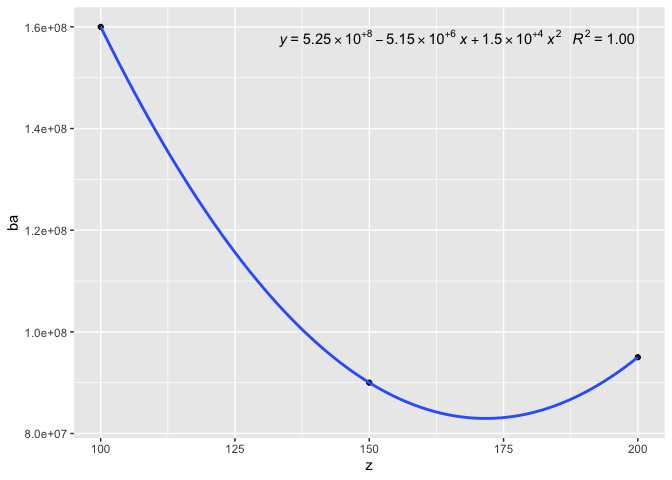 1.6e+08
y = 5.25 × 10⁺⁸ – 5.15 × 10⁺⁶ x + 1.5 × 10⁺⁴ x²   R² = 1.00
1.4e+08
1.2e+08
ba
1.0e+08
8.0e+07
100 125 150 175 200
z